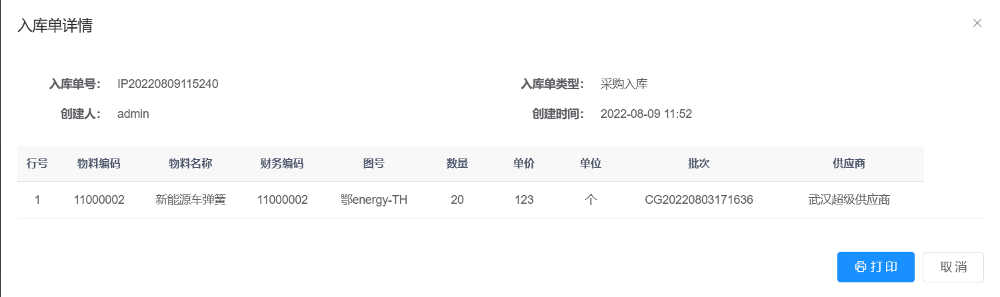 入库单详情
入库单号： IP20220809115240 入库单类型： 采购入库
创建人： admin 创建时间： 2022-08-09 11:52
行号 物料编码 物料名称 财务编码 图号 数量 单价 单位 批次 供应商
1 11000002 新能源车弹簧 11000002 鄂energy-TH 20 123 个 CG20220803171636 武汉超级供应商
打印 取消